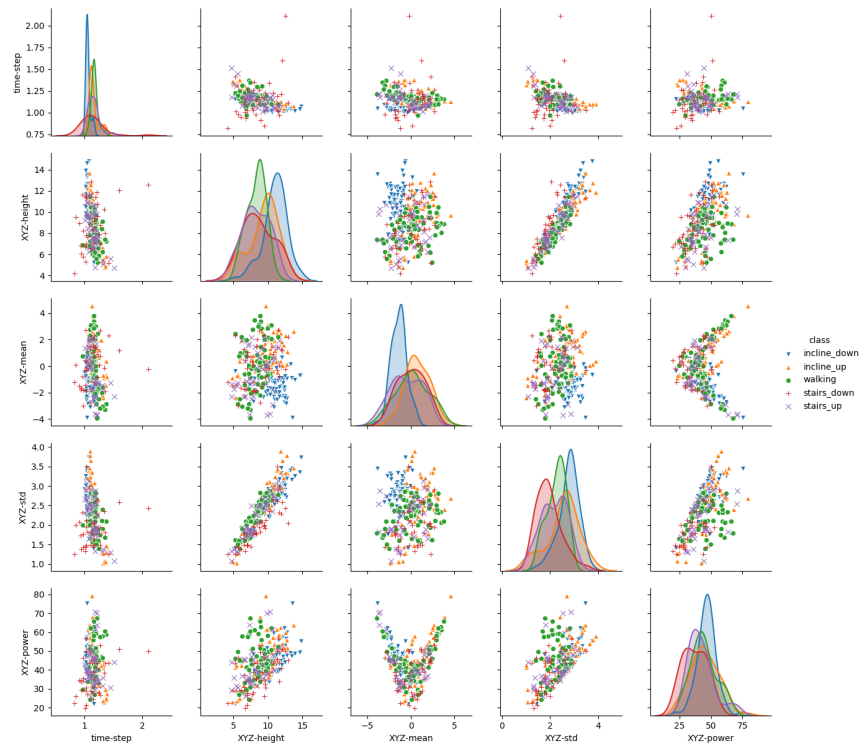 2.00
1.75
1.50
1.25
1.00
0.75
time-step
14
12
10
8
6
4
XYZ-height
4
2
0
−2
−4
XYZ-mean
class
incline_down
incline_up
walking
stairs_down
stairs_up
4.0
3.5
3.0
2.5
2.0
1.5
1.0
XYZ-std
80
70
60
50
40
30
20
XYZ-power
1 2
5 10 15
−5 0 5
0 2 4
25 50 75
time-step XYZ-height XYZ-mean XYZ-std XYZ-power